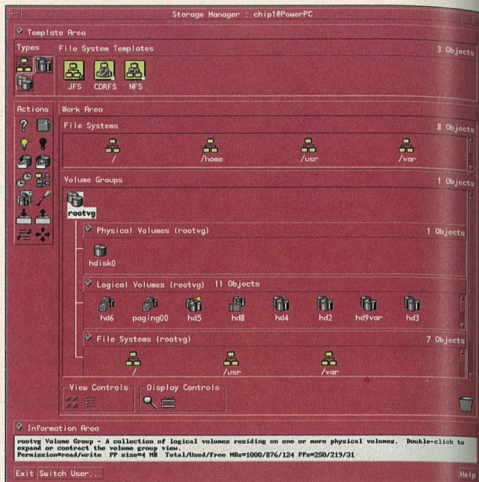 Storage Manager : chip1@PowerPC
Template Area
Types
File System Templates
3 Objects
JFS
CDRFS
NFS
Actions
Work Area
File Systems
8 Objects
/
/home
/usr
/var
Volume Groups
1 Objects
rootvg
Physical Volumes (rootvg)
1 Objects
hdisk0
Logical Volumes (rootvg) 11 Objects
hd6
paging00
hd5
hd8
hd4
hd2
hd9var
hd3
File Systems (rootvg)
7 Objects
/
/usr
/var
View Controls
Display Controls
Information Area
rootvg Volume Group - A collection of logical volumes residing on one or more physical volumes. Double-click to
expand or contract the volume group view.
Permission=read/write PP size=4 MB Total/Used/Free MBs=1000/876/124 PPs=250/219/31
Exit
Switch User...
Help